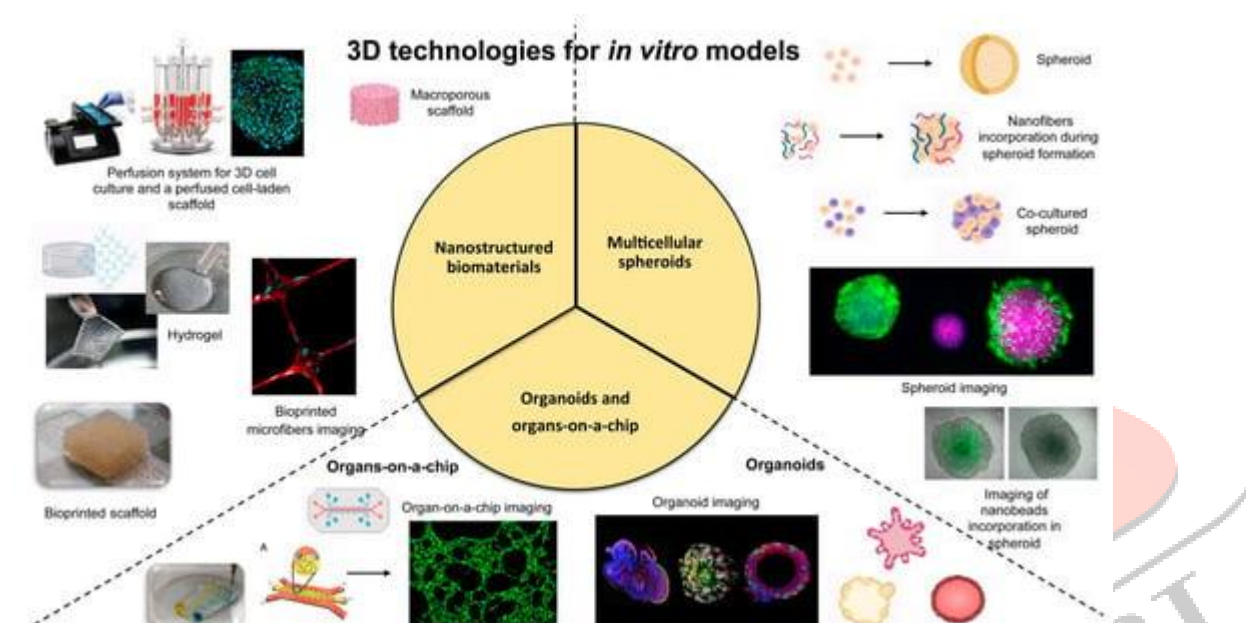 3D technologies for in vitro models
Macroporous
scaffold
Perfusion system for 3D cell
culture and a perfused cell-laden
scaffold
Hydrogel
Bioprinted
microfibers imaging
Bioprinted scaffold
Nanostructured
biomaterials
Multicellular
spheroids
Organoids and
organs-on-a-chip
Spheroid
Nanofibers
incorporation during
spheroid formation
Co-cultured
spheroid
Spheroid imaging
Imaging of
nanobeads
incorporation in
spheroid
Organs-on-a-chip
Organ-on-a-chip imaging
A
Organoids
Organoid imaging